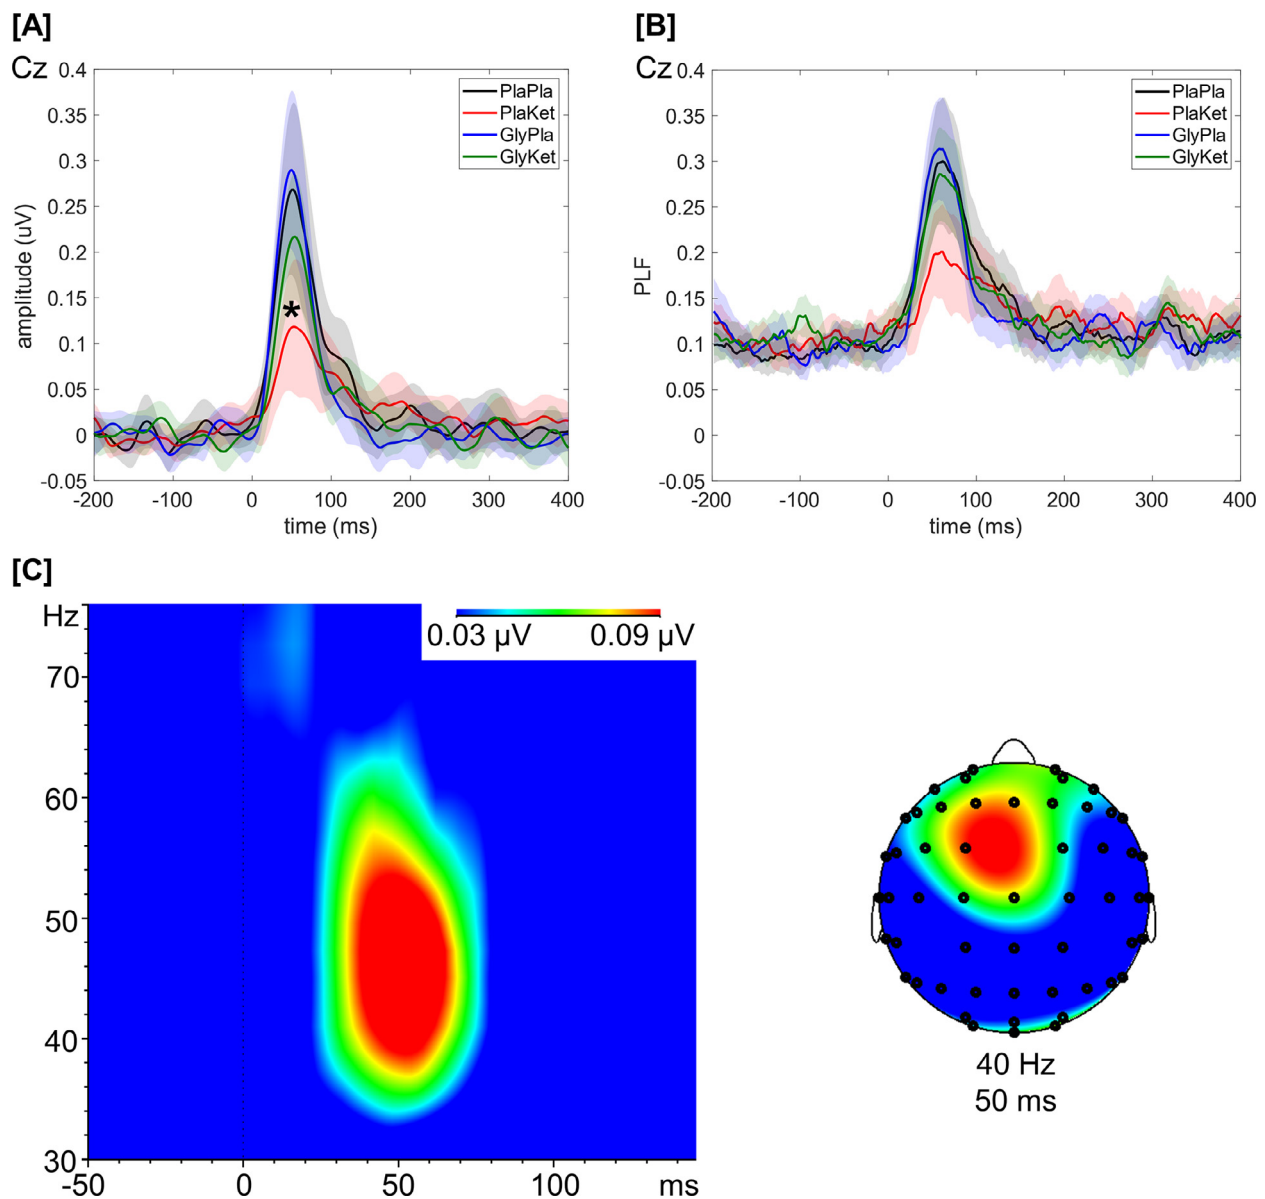 [A]
Cz
0.4
0.35
0.3
0.25
0.2
0.15
0.1
0.05
0
-0.05
amplitude (uV)
PlaPla
PlaKet
GlyPla
GlyKet
*
-200
-100
0
100
200
300
400
time (ms)
[B]
Cz
0.4
0.35
0.3
0.25
0.2
0.15
0.1
0.05
0
-0.05
PLF
PlaPla
PlaKet
GlyPla
GlyKet
-200
-100
0
100
200
300
400
time (ms)
[C]
Hz
70
60
50
40
30
0.03 µV
0.09 µV
-50
0
50
100
ms
40 Hz
50 ms